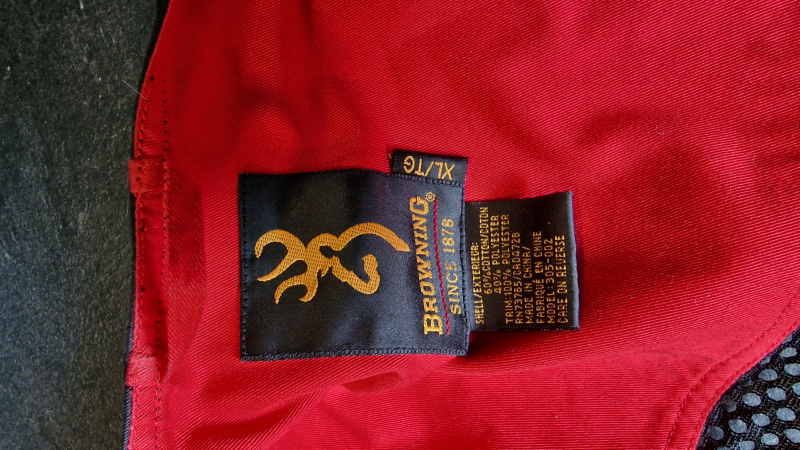 BROWNING®
SINCE 1878
XL/TG
SHELL/EXTERIEUR:
60% COTTON/COTON
40% POLYESTER
TRIM:100% POLYESTER
MADE IN CHINA/
FABRIQUÉ EN CHINE
MODEL 305-002
CARE ON REVERSE